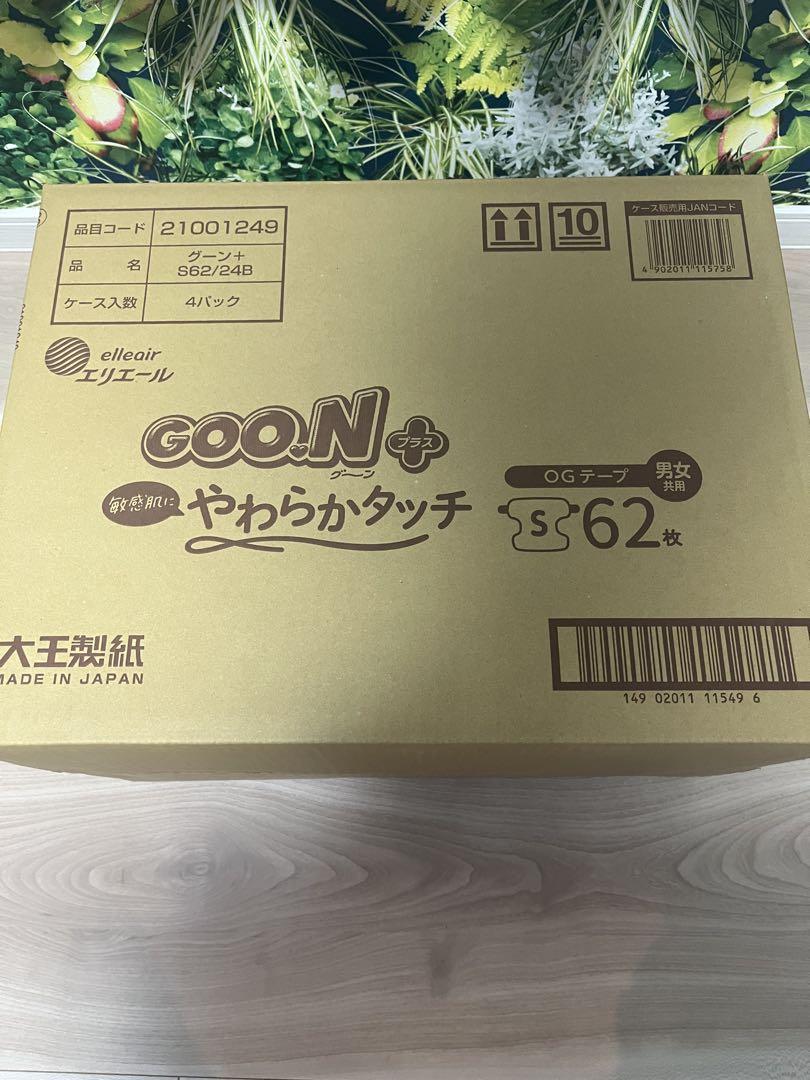 品目コード 21001249
品 名 グーン+ S62/24B
ケース入数 4パック
10
ケース販売用JANコード
4 902011 115758
elleair
エリエール
GOO.N プラス
グ〜ン
敏感肌に やわらかタッチ
OGテープ 男女共用
S 62枚
大王製紙
MADE IN JAPAN
149 02011 11549 6